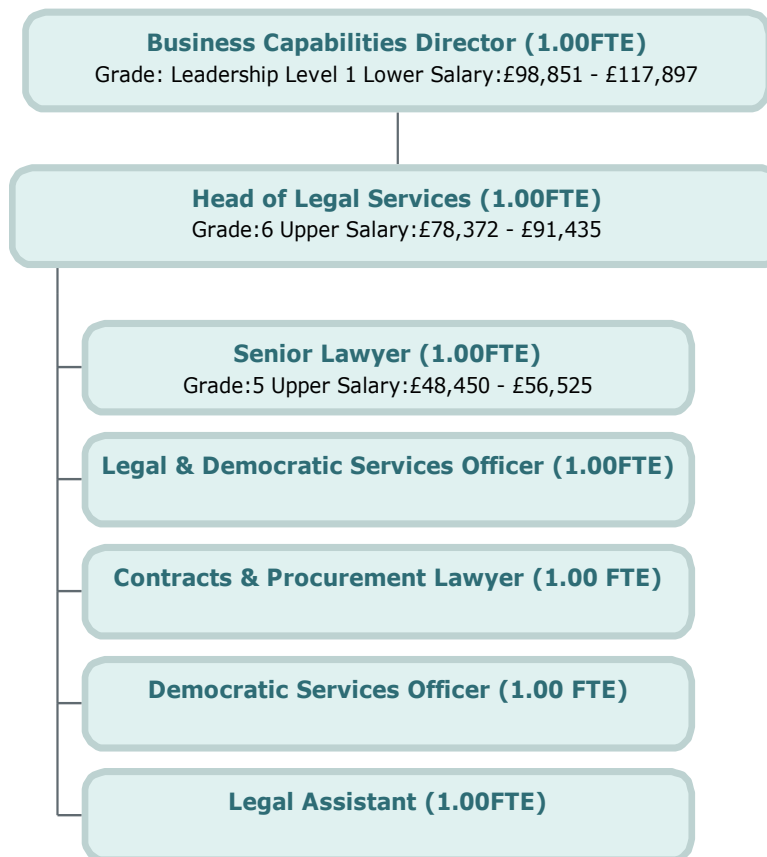 Business Capabilities Director (1.00FTE)
Grade: Leadership Level 1 Lower Salary:£98,851 - £117,897
Head of Legal Services (1.00FTE)
Grade:6 Upper Salary:£78,372 - £91,435
Senior Lawyer (1.00FTE)
Grade:5 Upper Salary:£48,450 - £56,525
Legal & Democratic Services Officer (1.00FTE)
Contracts & Procurement Lawyer (1.00 FTE)
Democratic Services Officer (1.00 FTE)
Legal Assistant (1.00FTE)